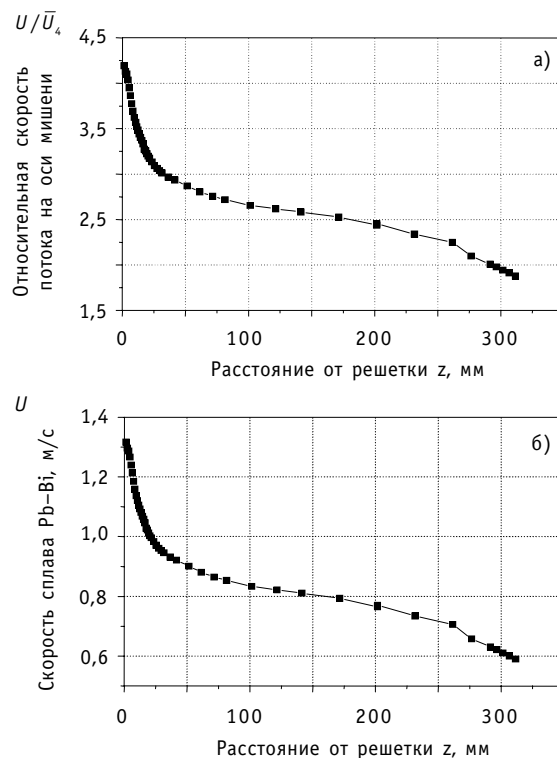 U/Ū₄
4,5
а)
3,5
2,5
1,5
Относительная скорость
потока на оси мишени
0 100 200 300
Расстояние от решетки z, мм
U
1,4
б)
1,2
1,0
0,8
0,6
Скорость сплава Pb–Bi, м/с
0 100 200 300
Расстояние от решетки z, мм